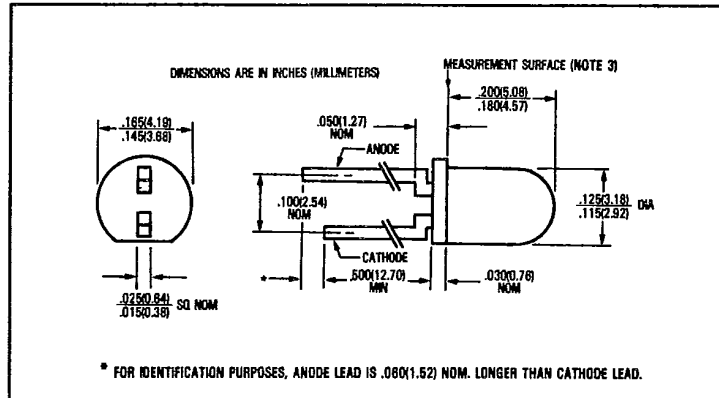 DIMENSIONS ARE IN INCHES (MILLIMETERS)
MEASUREMENT SURFACE (NOTE 3)
.200(5.08)
.180(4.57)
.165(4.19)
.145(3.68)
.050(1.27)
NOM
ANODE
.100(2.54)
NOM
.125(3.18)
.115(2.92)
DIA
CATHODE
.025(0.64)
.015(0.38)
SQ NOM
*
.500(12.70)
MIN
.030(0.76)
NOM
* FOR IDENTIFICATION PURPOSES, ANODE LEAD IS .060(1.52) NOM. LONGER THAN CATHODE LEAD.